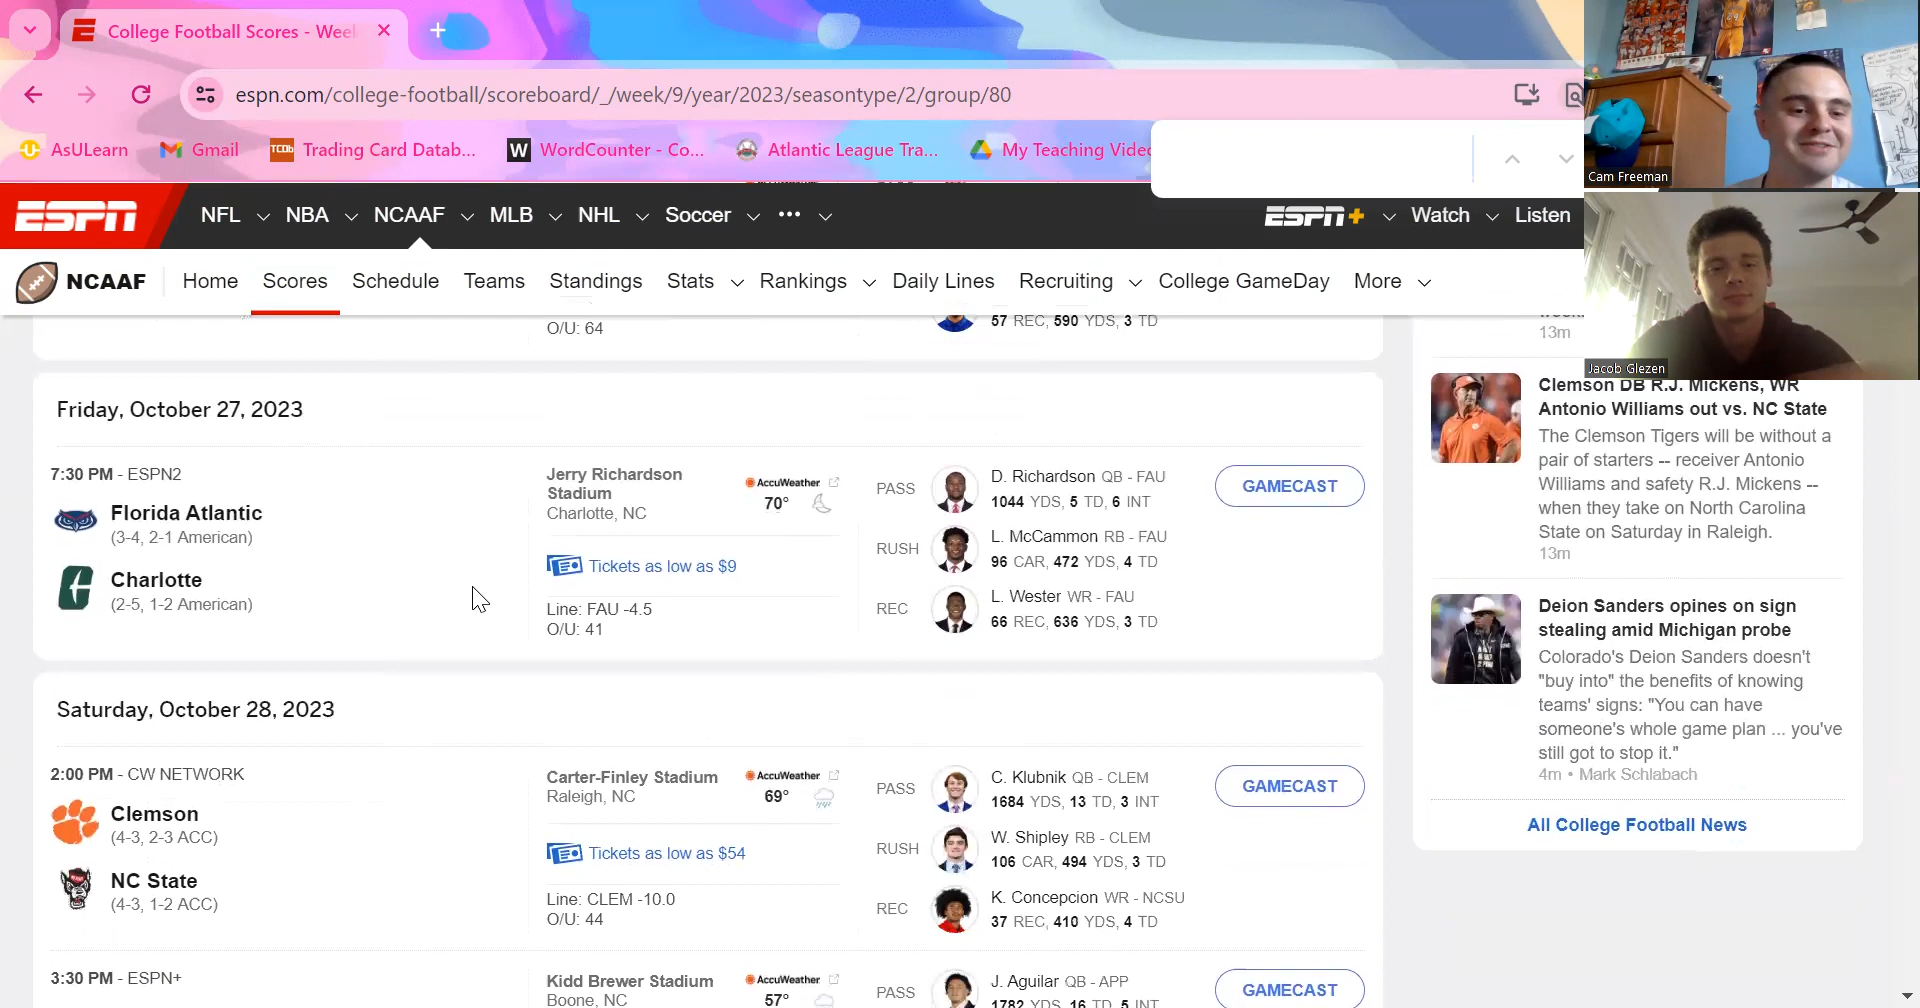 College Football Scores - Wee
espn.com/college-football/scoreboard/_/week/9/year/2023/seasontype/2/group/80
AsULearn
Gmail
TCDb
Trading Card Datab...
W
WordCounter - Co...
Atlantic League Tra...
My Teaching Video
Cam Freeman
Jacob Glezen
ESPN
NFL
NBA
NCAAF
MLB
NHL
Soccer
•••
ESPN+
Watch
Listen
NCAAF
Home
Scores
Schedule
Teams
Standings
Stats
Rankings
Daily Lines
Recruiting
College GameDay
More
O/U: 64
57 REC, 590 YDS, 3 TD
Friday, October 27, 2023
7:30 PM - ESPN2
Florida Atlantic
(3-4, 2-1 American)
Charlotte
(2-5, 1-2 American)
Jerry Richardson
Stadium
Charlotte, NC
AccuWeather
70°
Tickets as low as $9
Line: FAU -4.5
O/U: 41
PASS
D. Richardson QB - FAU
1044 YDS, 5 TD, 6 INT
RUSH
L. McCammon RB - FAU
96 CAR, 472 YDS, 4 TD
REC
L. Wester WR - FAU
66 REC, 636 YDS, 3 TD
GAMECAST
Saturday, October 28, 2023
2:00 PM - CW NETWORK
Clemson
(4-3, 2-3 ACC)
NC State
(4-3, 1-2 ACC)
Carter-Finley Stadium
Raleigh, NC
AccuWeather
69°
Tickets as low as $54
Line: CLEM -10.0
O/U: 44
PASS
C. Klubnik QB - CLEM
1684 YDS, 13 TD, 3 INT
RUSH
W. Shipley RB - CLEM
106 CAR, 494 YDS, 3 TD
REC
K. Concepcion WR - NCSU
37 REC, 410 YDS, 4 TD
GAMECAST
3:30 PM - ESPN+
Kidd Brewer Stadium
Boone, NC
AccuWeather
57°
PASS
J. Aguilar QB - APP
1782 YDS, 16 TD, 5 INT
GAMECAST
13m
Clemson DB R.J. Mickens, WR
Antonio Williams out vs. NC State
The Clemson Tigers will be without a
pair of starters -- receiver Antonio
Williams and safety R.J. Mickens --
when they take on North Carolina
State on Saturday in Raleigh.
13m
Deion Sanders opines on sign
stealing amid Michigan probe
Colorado's Deion Sanders doesn't
"buy into" the benefits of knowing
teams' signs: "You can have
someone's whole game plan ... you've
still got to stop it."
4m • Mark Schlabach
All College Football News